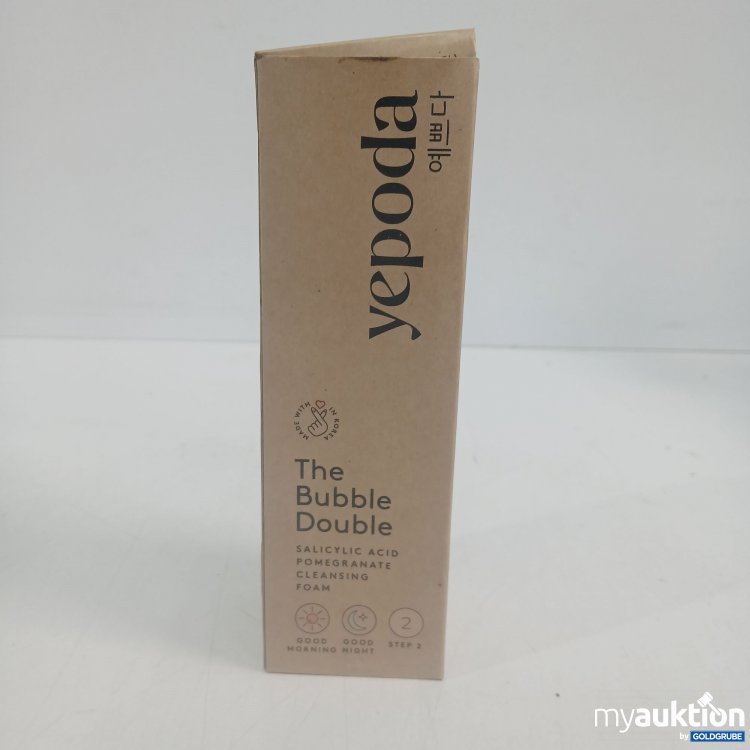 yepoda
예쁘다
MADE WITH IN KOREA
The
Bubble
Double
SALICYLIC ACID
POMEGRANATE
CLEANSING
FOAM
2
GOOD MORNING
GOOD NIGHT
STEP 2
myauktion
by GOLDGRUBE